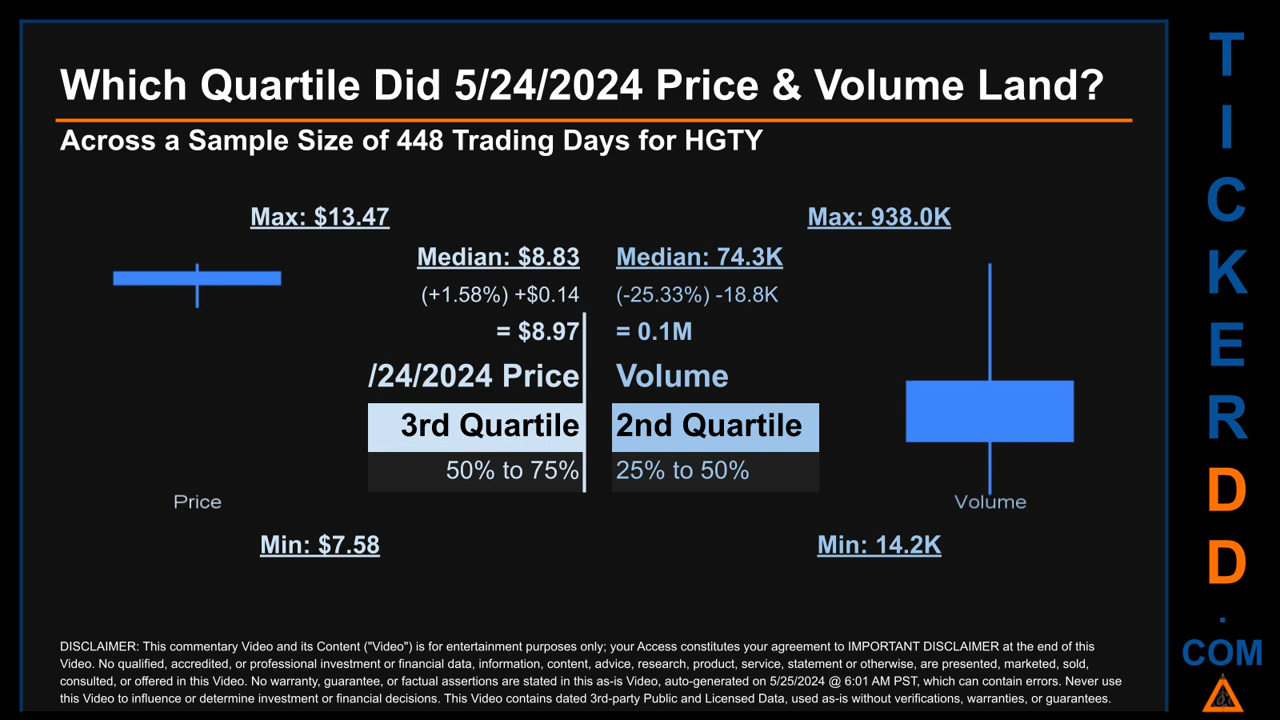 Which Quartile Did 5/24/2024 Price & Volume Land?
Across a Sample Size of 448 Trading Days for HGTY
Max: $13.47
Median: $8.83
(+1.58%) +$0.14
= $8.97
/24/2024 Price
3rd Quartile
50% to 75%
Price
Min: $7.58
Max: 938.0K
Median: 74.3K
(-25.33%) -18.8K
= 0.1M
Volume
2nd Quartile
25% to 50%
Volume
Min: 14.2K
DISCLAIMER: This commentary Video and its Content ("Video") is for entertainment purposes only; your Access constitutes your agreement to IMPORTANT DISCLAIMER at the end of this
Video. No qualified, accredited, or professional investment or financial data, information, content, advice, research, product, service, statement or otherwise, are presented, marketed, sold,
consulted, or offered in this Video. No warranty, guarantee, or factual assertions are stated in this as-is Video, auto-generated on 5/25/2024 @ 6:01 AM PST, which can contain errors. Never use
this Video to influence or determine investment or financial decisions. This Video contains dated 3rd-party Public and Licensed Data, used as-is without verifications, warranties, or guarantees.
T
I
C
K
E
R
D
D
.
COM